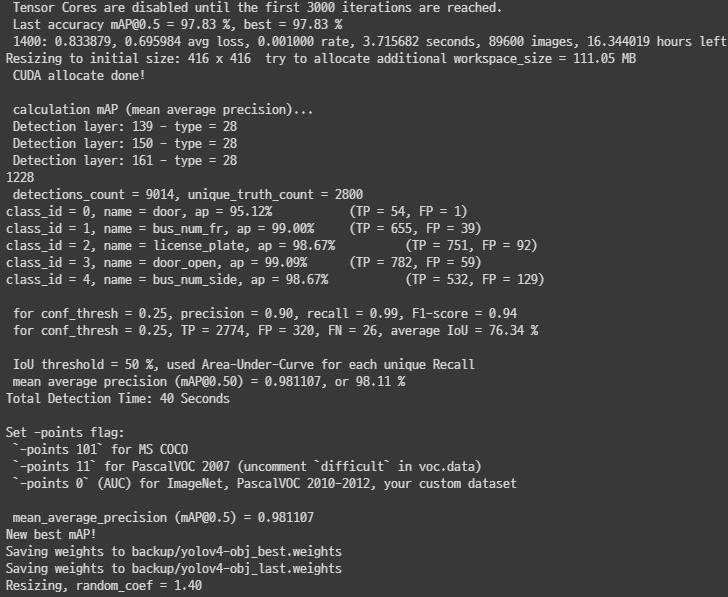 Tensor Cores are disabled until the first 3000 iterations are reached.
Last accuracy mAP@0.5 = 97.83 %, best = 97.83 %
1400: 0.833879, 0.695984 avg loss, 0.001000 rate, 3.715682 seconds, 89600 images, 16.344019 hours left
Resizing to initial size: 416 x 416  try to allocate additional workspace_size = 111.05 MB
CUDA allocate done!
calculation mAP (mean average precision)...
Detection layer: 139 - type = 28
Detection layer: 150 - type = 28
Detection layer: 161 - type = 28
1228
detections_count = 9014, unique_truth_count = 2800
class_id = 0, name = door, ap = 95.12% (TP = 54, FP = 1)
class_id = 1, name = bus_num_fr, ap = 99.00% (TP = 655, FP = 39)
class_id = 2, name = license_plate, ap = 98.67% (TP = 751, FP = 92)
class_id = 3, name = door_open, ap = 99.09% (TP = 782, FP = 59)
class_id = 4, name = bus_num_side, ap = 98.67% (TP = 532, FP = 129)
for conf_thresh = 0.25, precision = 0.90, recall = 0.99, F1-score = 0.94
for conf_thresh = 0.25, TP = 2774, FP = 320, FN = 26, average IoU = 76.34 %
IoU threshold = 50 %, used Area-Under-Curve for each unique Recall
mean average precision (mAP@0.50) = 0.981107, or 98.11 %
Total Detection Time: 40 Seconds
Set -points flag:
`-points 101` for MS COCO
`-points 11` for PascalVOC 2007 (uncomment `difficult` in voc.data)
`-points 0` (AUC) for ImageNet, PascalVOC 2010-2012, your custom dataset
mean_average_precision (mAP@0.5) = 0.981107
New best mAP!
Saving weights to backup/yolov4-obj_best.weights
Saving weights to backup/yolov4-obj_last.weights
Resizing, random_coef = 1.40